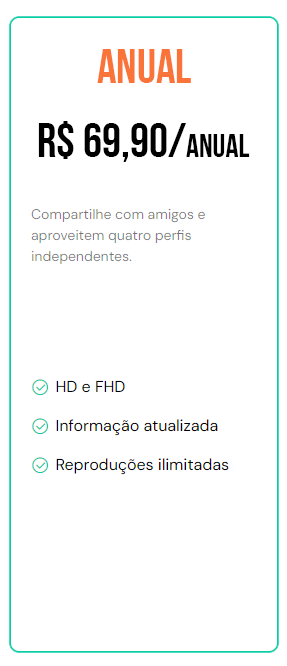 ANUAL
R$ 69,90/ANUAL
Compartilhe com amigos e
aproveitem quatro perfis
independentes.
HD e FHD
Informação atualizada
Reproduções ilimitadas